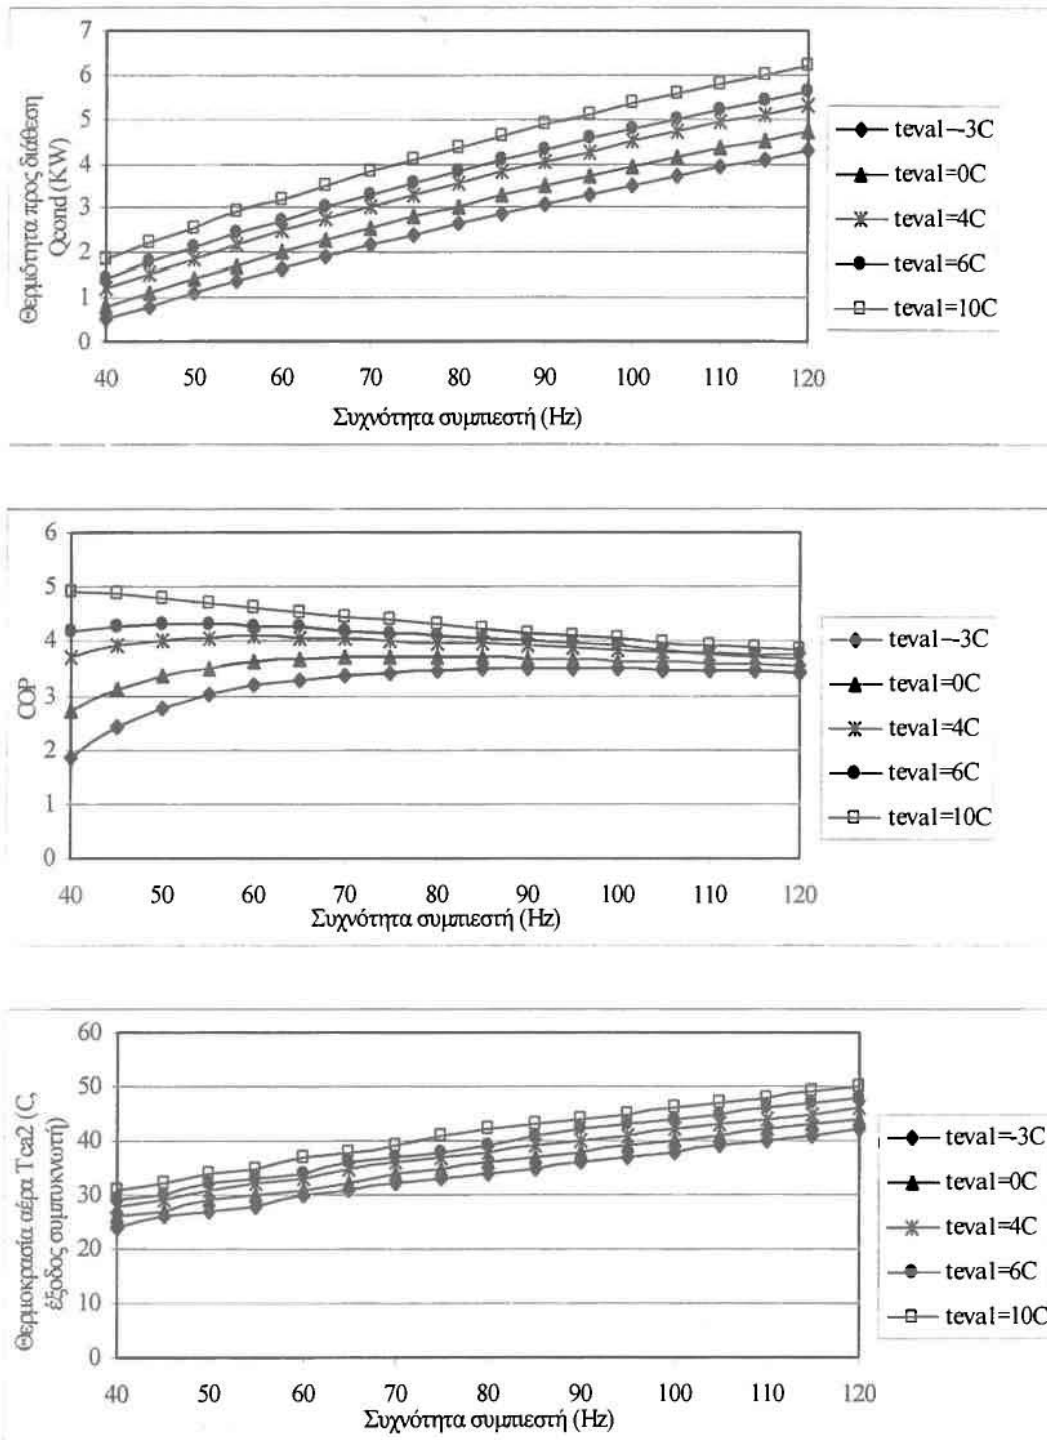 Θερμότητα προς διάθεση
Qcond (KW)
7
6
5
4
3
2
1
0
40 50 60 70 80 90 100 110 120
Συχνότητα συμπιεστή (Hz)
teval=-3C
teval=0C
teval=4C
teval=6C
teval=10C
COP
6
5
4
3
2
1
0
40 50 60 70 80 90 100 110 120
Συχνότητα συμπιεστή (Hz)
teval=-3C
teval=0C
teval=4C
teval=6C
teval=10C
Θερμοκρασία αέρα Tca2 (C,
έξοδος συμπυκνωτή)
60
50
40
30
20
10
0
40 50 60 70 80 90 100 110 120
Συχνότητα συμπιεστή (Hz)
teval=-3C
teval=0C
teval=4C
teval=6C
teval=10C